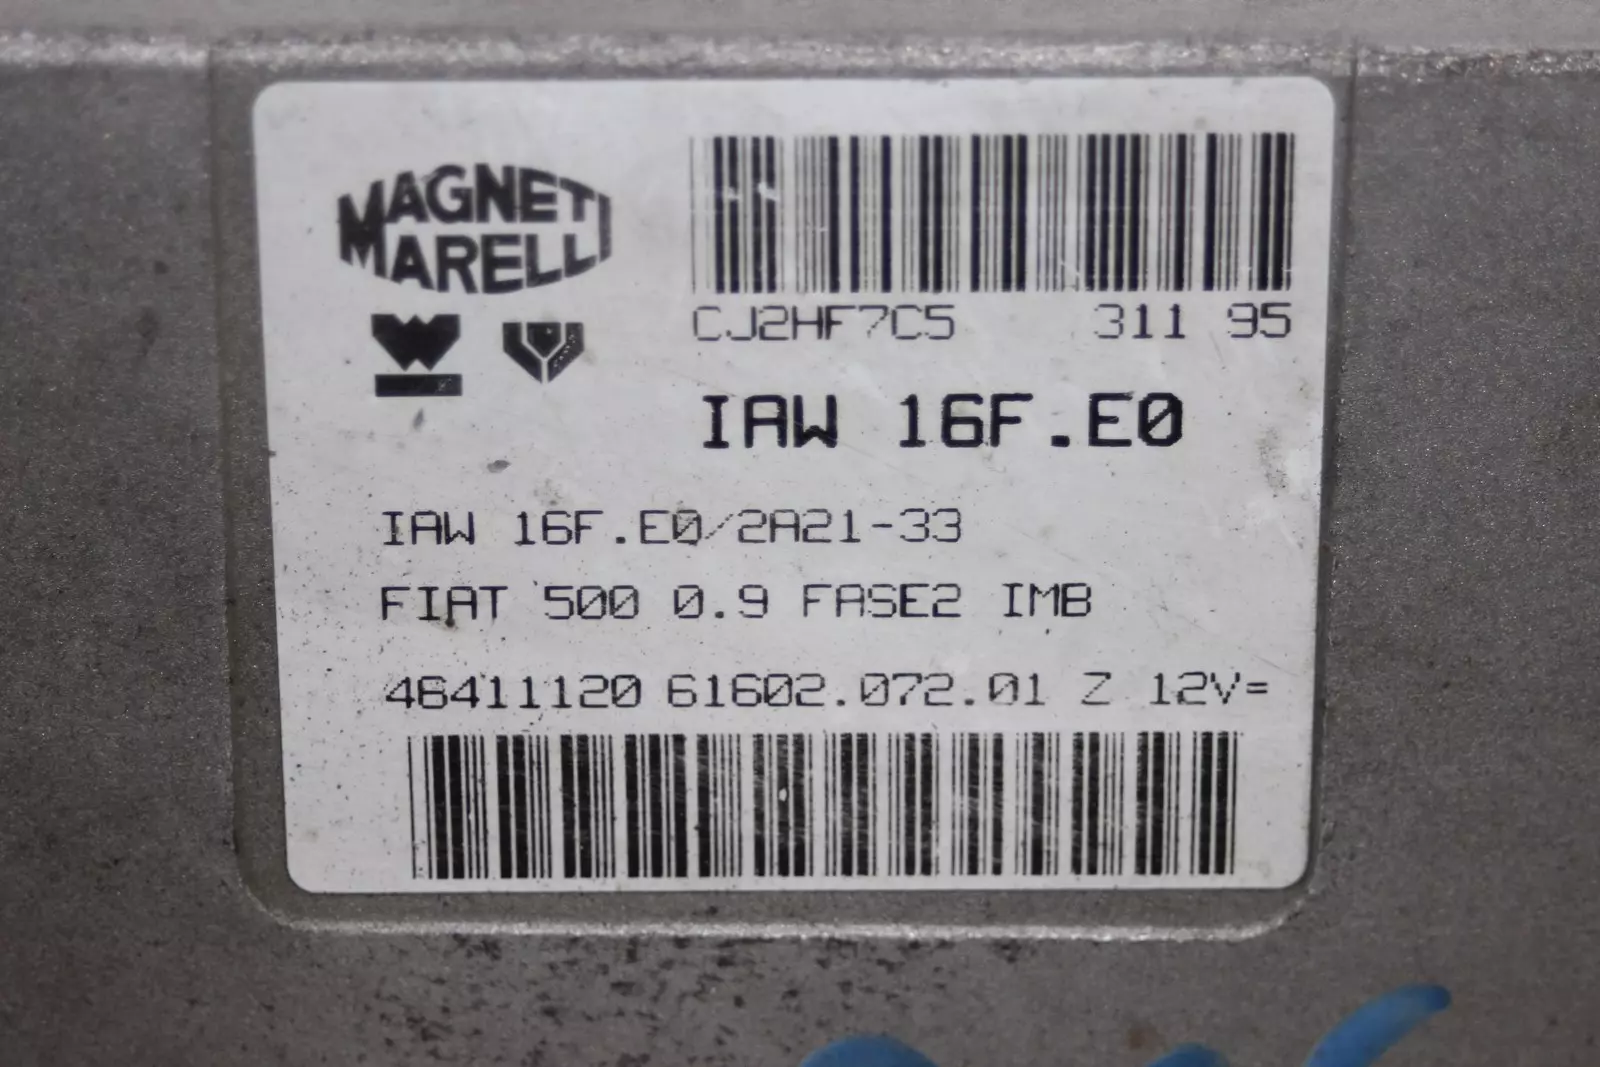 MAGNETI
MARELLI
CJ2HF7C5 311 95
IAW 16F.E0
IAW 16F.E0/2A21-33
FIAT 500 0.9 FASE2 IMB
46411120 61602.072.01 Z 12V=